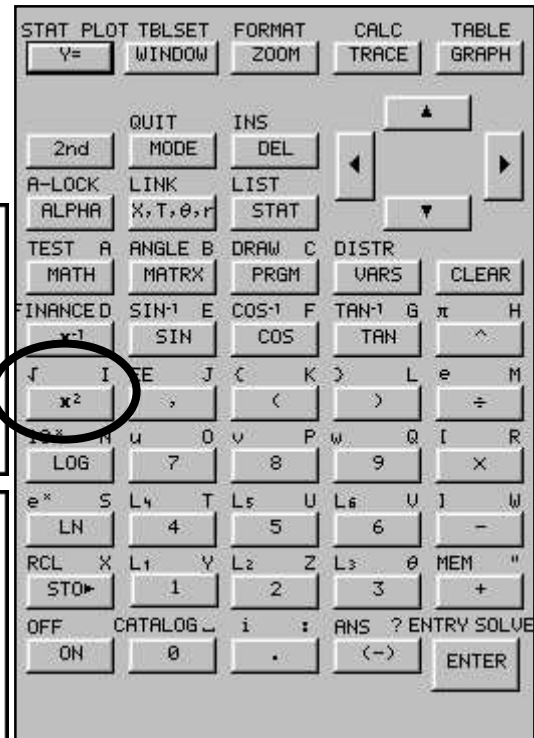 STAT PLOT TBLSET FORMAT CALC TABLE
Y= WINDOW ZOOM TRACE GRAPH
QUIT INS
2nd MODE DEL
A-LOCK LINK LIST
ALPHA X,T,θ,r STAT
TEST A ANGLE B DRAW C DISTR
MATH MATRX PRGM VARS CLEAR
FINANCE D SIN-1 E COS-1 F TAN-1 G π H
x-1 SIN COS TAN ^
√ I EE J { K } L e M
x² , ( ) ÷
10ˣ N u O v P w Q [ R
LOG 7 8 9 ×
eˣ S L4 T L5 U L6 V ] W
LN 4 5 6 -
RCL X L1 Y L2 Z L3 θ MEM "
STO► 1 2 3 +
OFF CATALOG i : ANS ? ENTRY SOLVE
ON 0 . (-) ENTER